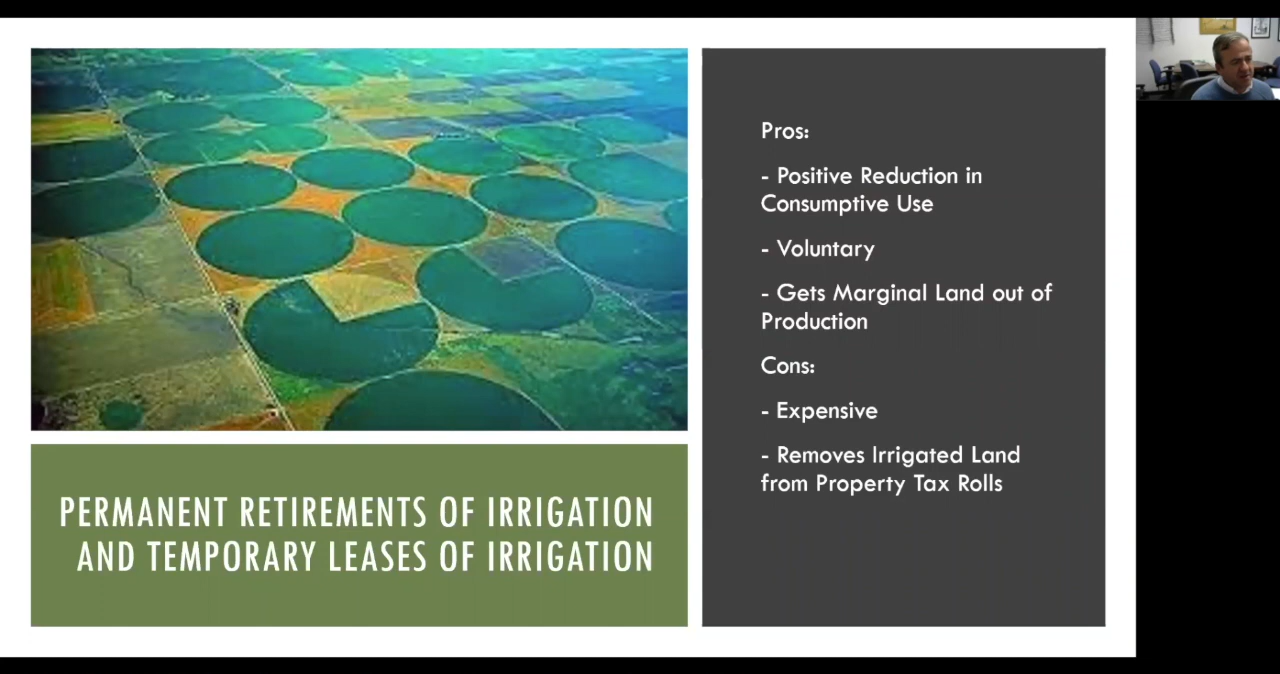 Pros:
- Positive Reduction in
Consumptive Use
- Voluntary
- Gets Marginal Land out of
Production
Cons:
- Expensive
- Removes Irrigated Land
from Property Tax Rolls
PERMANENT RETIREMENTS OF IRRIGATION
AND TEMPORARY LEASES OF IRRIGATION